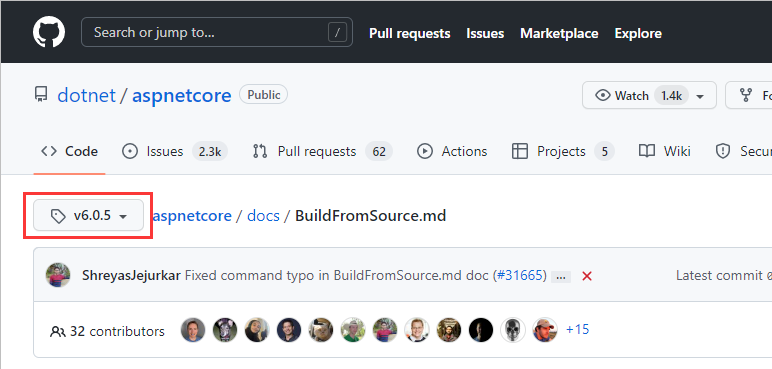 Search or jump to... / Pull requests Issues Marketplace Explore
dotnet / aspnetcore Public Watch 1.4k
Code Issues 2.3k Pull requests 62 Actions Projects 5 Wiki
v6.0.5 aspnetcore / docs / BuildFromSource.md
ShreyasJejurkar Fixed command typo in BuildFromSource.md doc (#31665) ... Latest commit
32 contributors +15